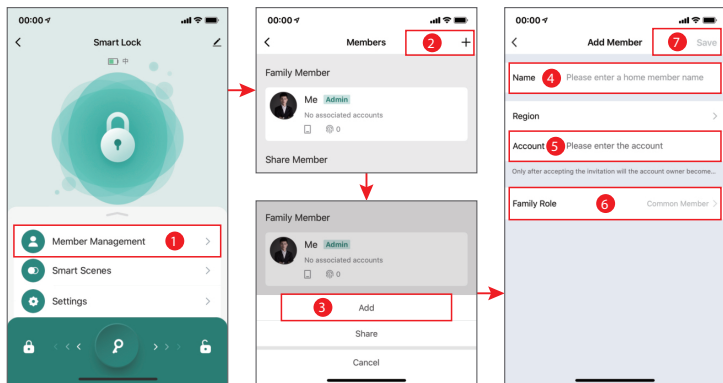 00:00
Smart Lock
中
Member Management 1
Smart Scenes
Settings
00:00
Members 2 +
Family Member
Me Admin
No associated accounts
0
Share Member
Family Member
Me Admin
No associated accounts
0
3 Add
Share
Cancel
00:00
Add Member 7 Save
Name 4 Please enter a home member name
Region
Account 5 Please enter the account
Only after accepting the invitation will the account owner become...
Family Role 6 Common Member